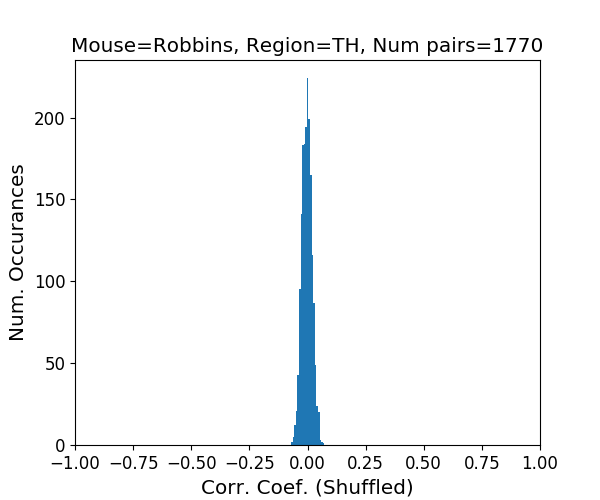 Mouse=Robbins, Region=TH, Num pairs=1770
Num. Occurances
200
150
100
50
0
−1.00 −0.75 −0.50 −0.25 0.00 0.25 0.50 0.75 1.00
Corr. Coef. (Shuffled)